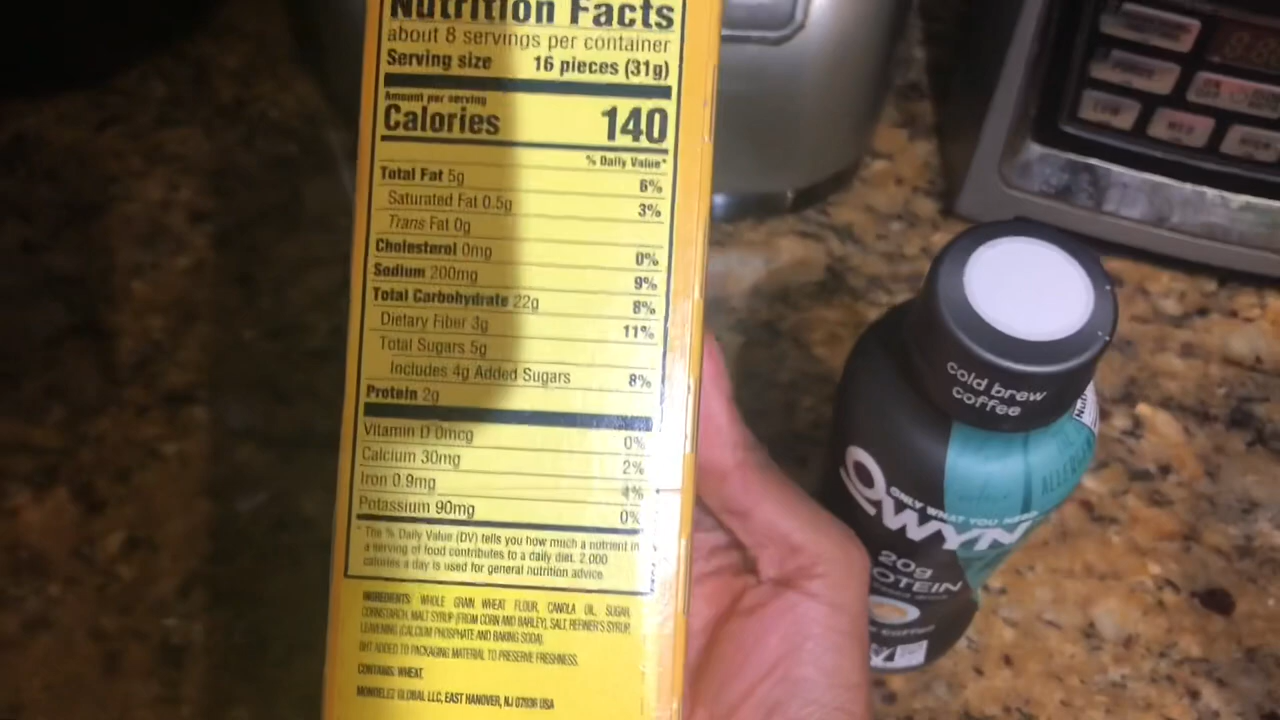 Nutrition Facts
about 8 servings per container
Serving size 16 pieces (31g)
Amount per serving
Calories 140
% Daily Value*
Total Fat 5g 6%
Saturated Fat 0.5g 3%
Trans Fat 0g
Cholesterol 0mg 0%
Sodium 200mg 9%
Total Carbohydrate 22g 8%
Dietary Fiber 3g 11%
Total Sugars 5g
Includes 4g Added Sugars 8%
Protein 2g
Vitamin D 0mcg 0%
Calcium 30mg 2%
Iron 0.9mg 4%
Potassium 90mg 0%
* The % Daily Value (DV) tells you how much a nutrient in
a serving of food contributes to a daily diet. 2,000
calories a day is used for general nutrition advice.
INGREDIENTS: WHOLE GRAIN WHEAT FLOUR, CANOLA OIL, SUGAR,
CORNSTARCH, MALT SYRUP (FROM CORN AND BARLEY), SALT, REFINER'S SYRUP,
LEAVENING (CALCIUM PHOSPHATE AND BAKING SODA).
BHT ADDED TO PACKAGING MATERIAL TO PRESERVE FRESHNESS.
CONTAINS: WHEAT.
MONDELEZ GLOBAL LLC, EAST HANOVER, NJ 07936 USA
cold brew
coffee
ONLY WHAT YOU NEED
OWYN
20g
OTEIN
coffee
LOW
MED